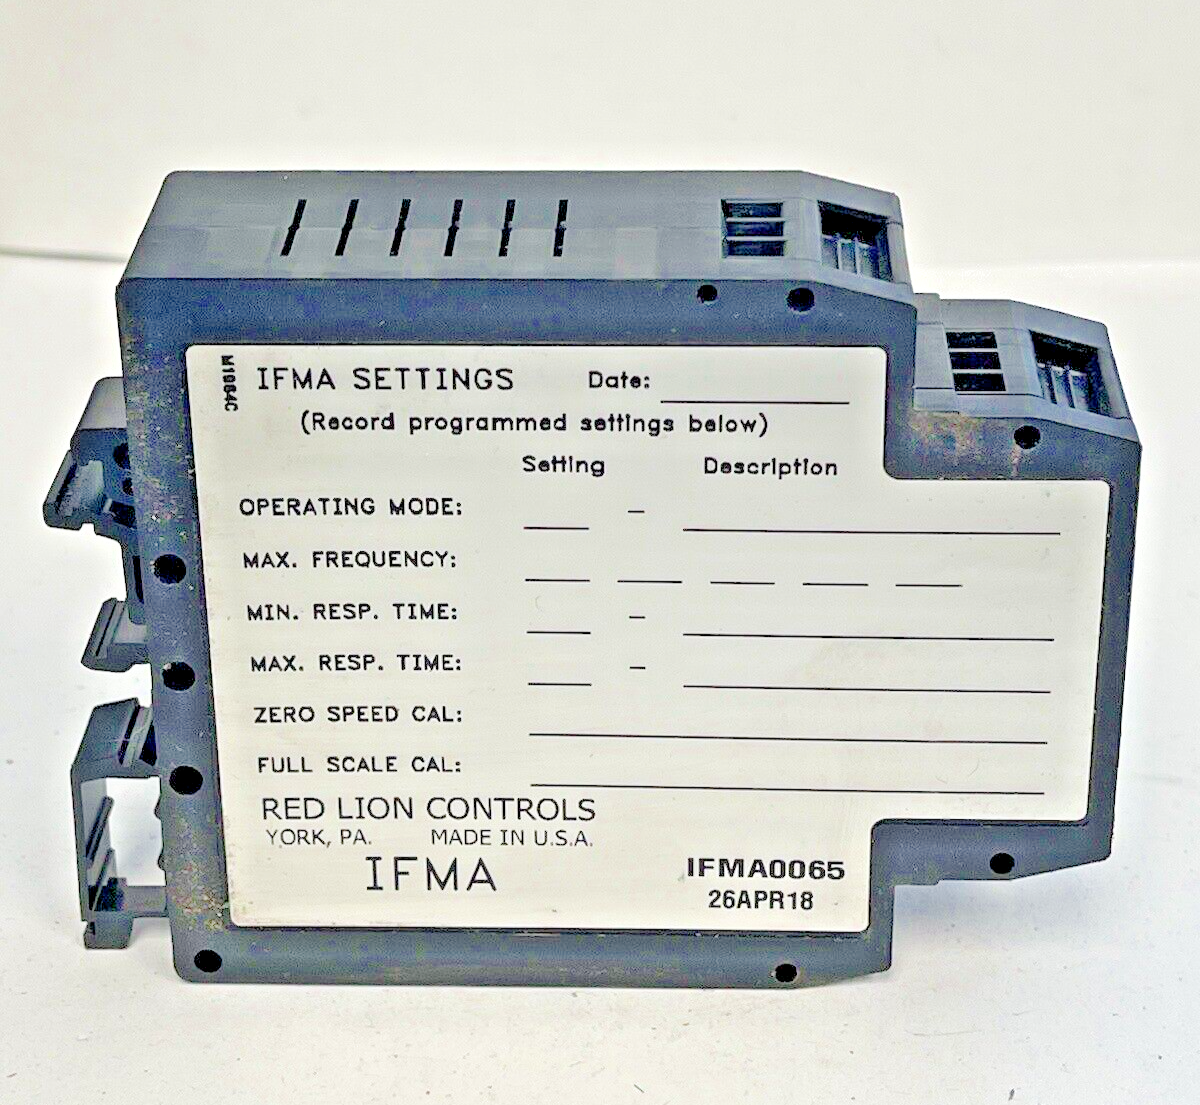 M1984C
IFMA SETTINGS Date:
(Record programmed settings below)
Setting Description
OPERATING MODE: –
MAX. FREQUENCY:
MIN. RESP. TIME: –
MAX. RESP. TIME: –
ZERO SPEED CAL:
FULL SCALE CAL:
RED LION CONTROLS
YORK, PA. MADE IN U.S.A.
IFMA
IFMA0065
26APR18